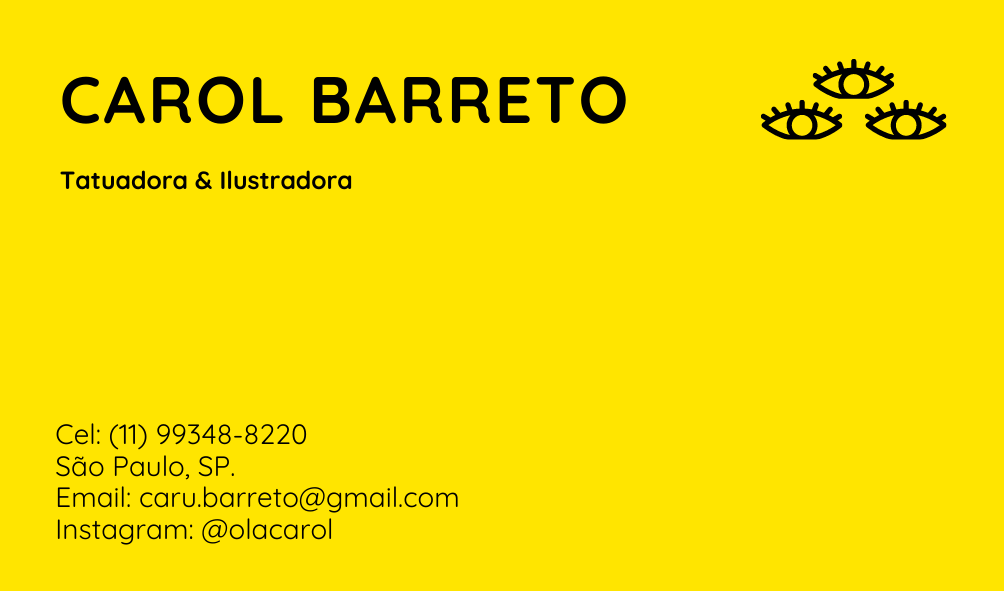 CAROL BARRETO
Tatuadora & Ilustradora
Cel: (11) 99348-8220
São Paulo, SP.
Email: caru.barreto@gmail.com
Instagram: @olacarol